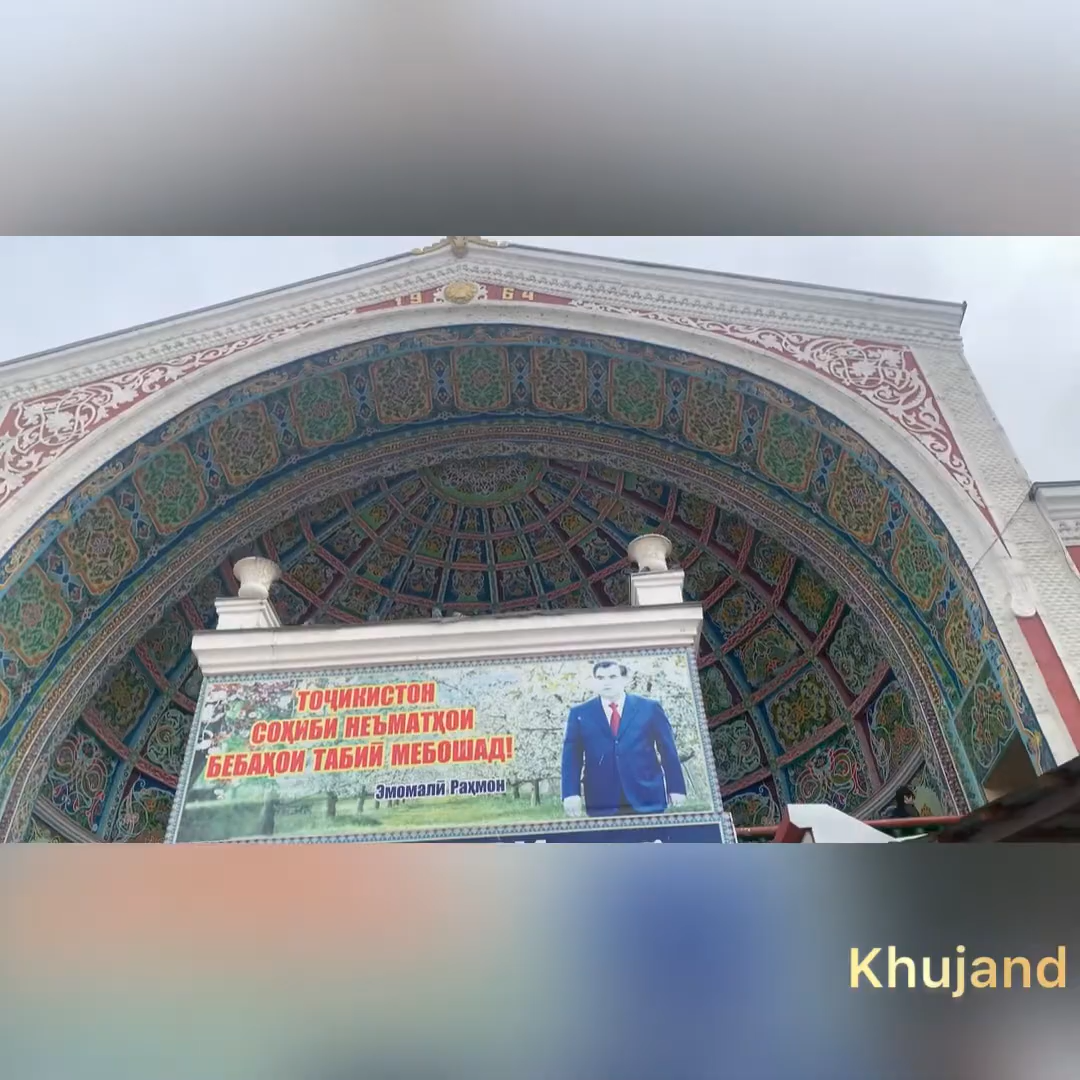 1964
ТОҶИКИСТОН
СОҲИБИ НЕЪМАТҲОИ
БЕБАҲОИ ТАБИӢ МЕБОШАД!
Эмомалӣ Раҳмон
Khujand